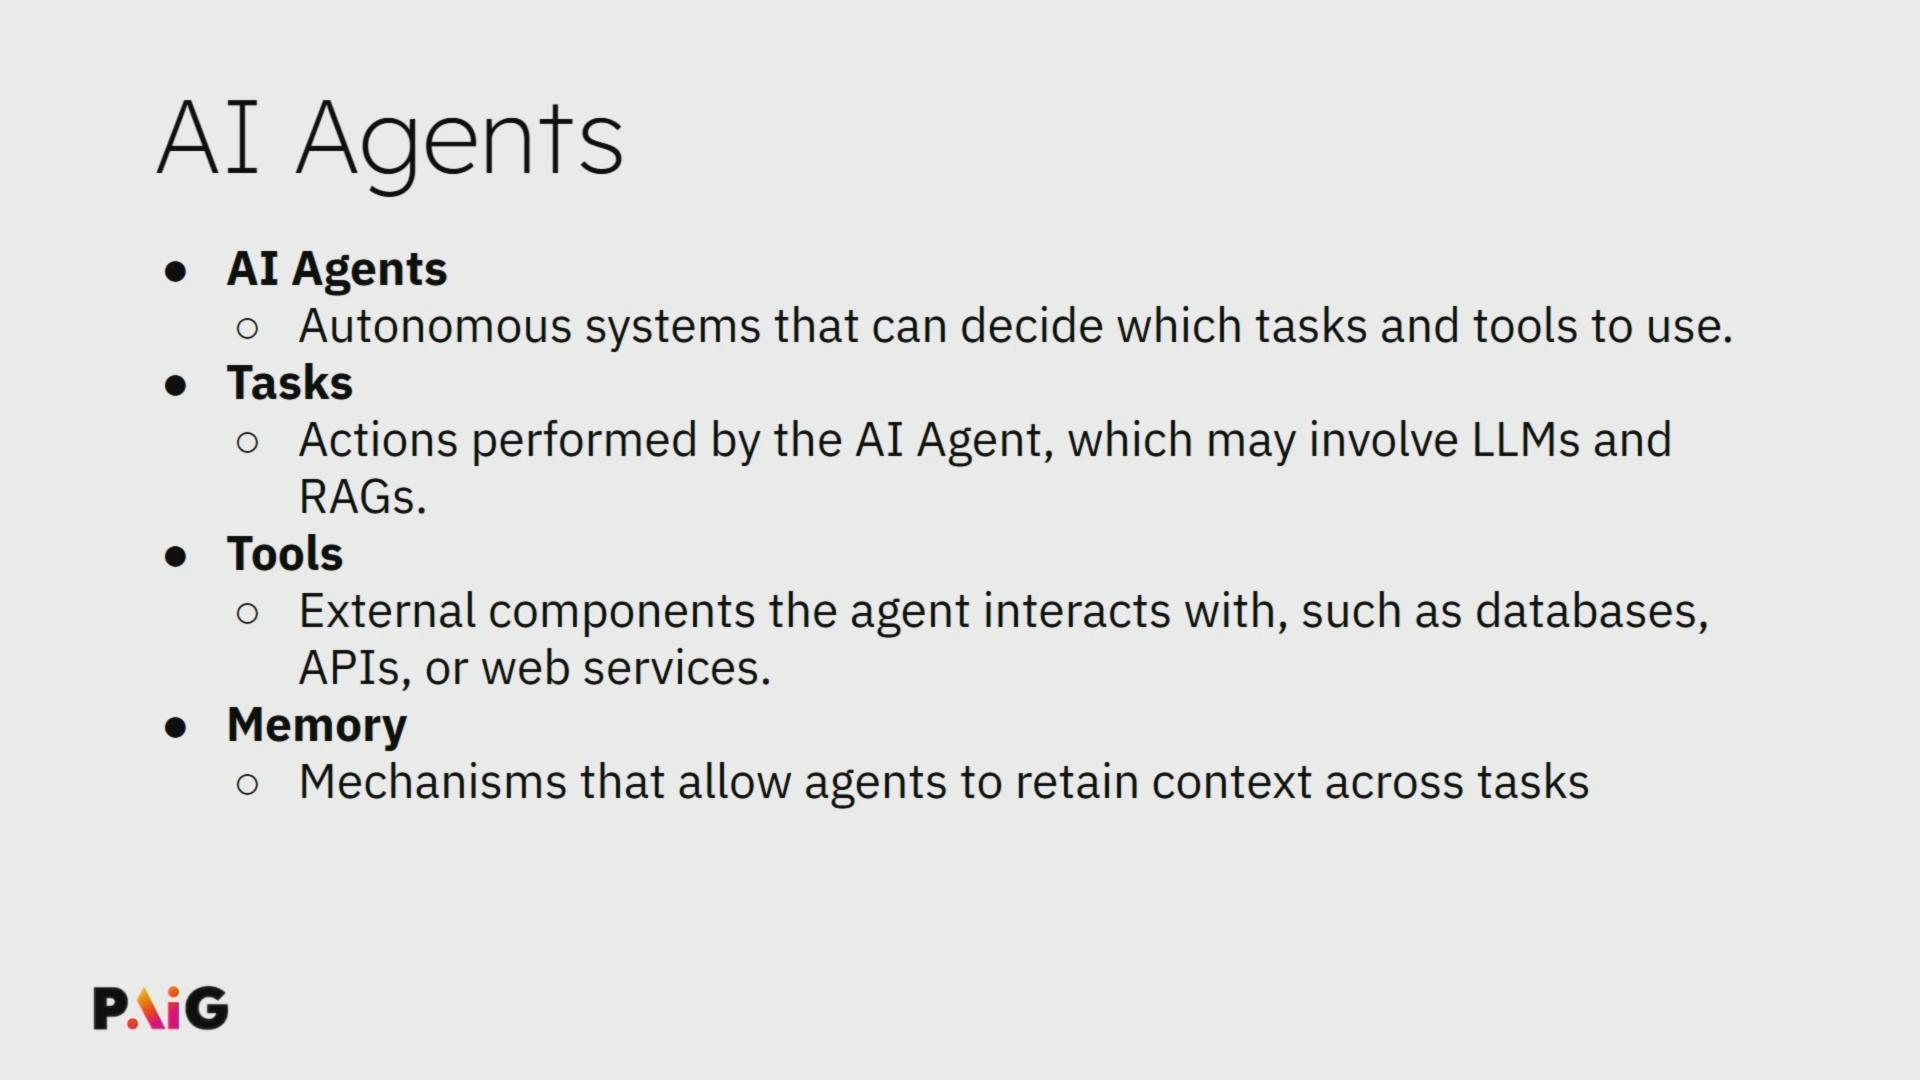 AI Agents
● AI Agents
○ Autonomous systems that can decide which tasks and tools to use.
● Tasks
○ Actions performed by the AI Agent, which may involve LLMs and
RAGs.
● Tools
○ External components the agent interacts with, such as databases,
APIs, or web services.
● Memory
○ Mechanisms that allow agents to retain context across tasks
PAiG